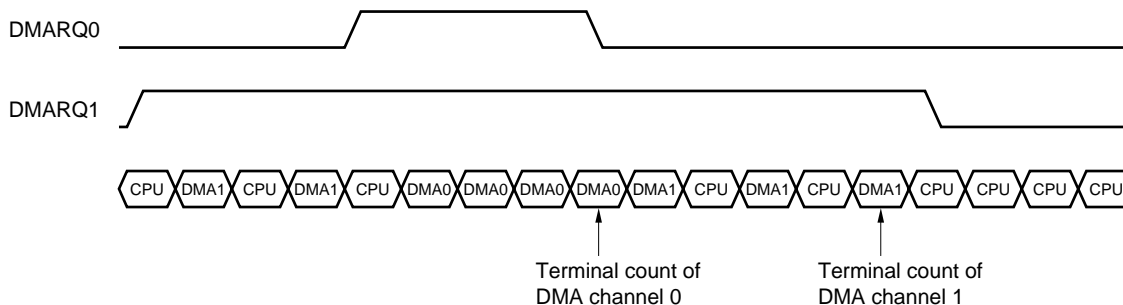 DMARQ0
DMARQ1
CPU DMA1 CPU DMA1 CPU DMA0 DMA0 DMA0 DMA0 DMA1 CPU DMA1 CPU DMA1 CPU CPU CPU CPU
Terminal count of
DMA channel 0
Terminal count of
DMA channel 1